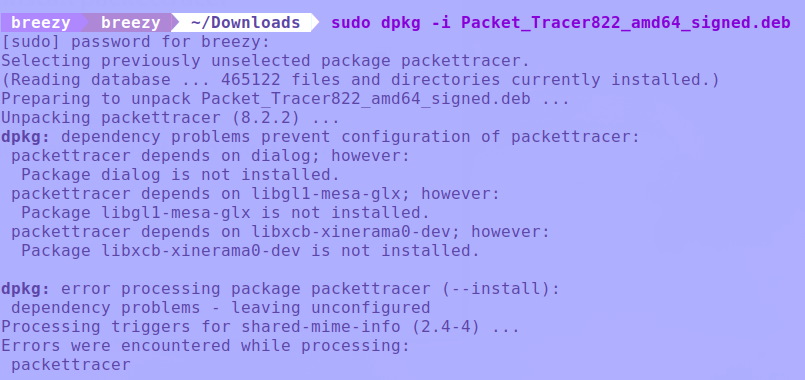 breezy breezy ~/Downloads sudo dpkg -i Packet_Tracer822_amd64_signed.deb
[sudo] password for breezy:
Selecting previously unselected package packettracer.
(Reading database ... 465122 files and directories currently installed.)
Preparing to unpack Packet_Tracer822_amd64_signed.deb ...
Unpacking packettracer (8.2.2) ...
dpkg: dependency problems prevent configuration of packettracer:
 packettracer depends on dialog; however:
  Package dialog is not installed.
 packettracer depends on libgl1-mesa-glx; however:
  Package libgl1-mesa-glx is not installed.
 packettracer depends on libxcb-xinerama0-dev; however:
  Package libxcb-xinerama0-dev is not installed.

dpkg: error processing package packettracer (--install):
 dependency problems - leaving unconfigured
Processing triggers for shared-mime-info (2.4-4) ...
Errors were encountered while processing:
 packettracer